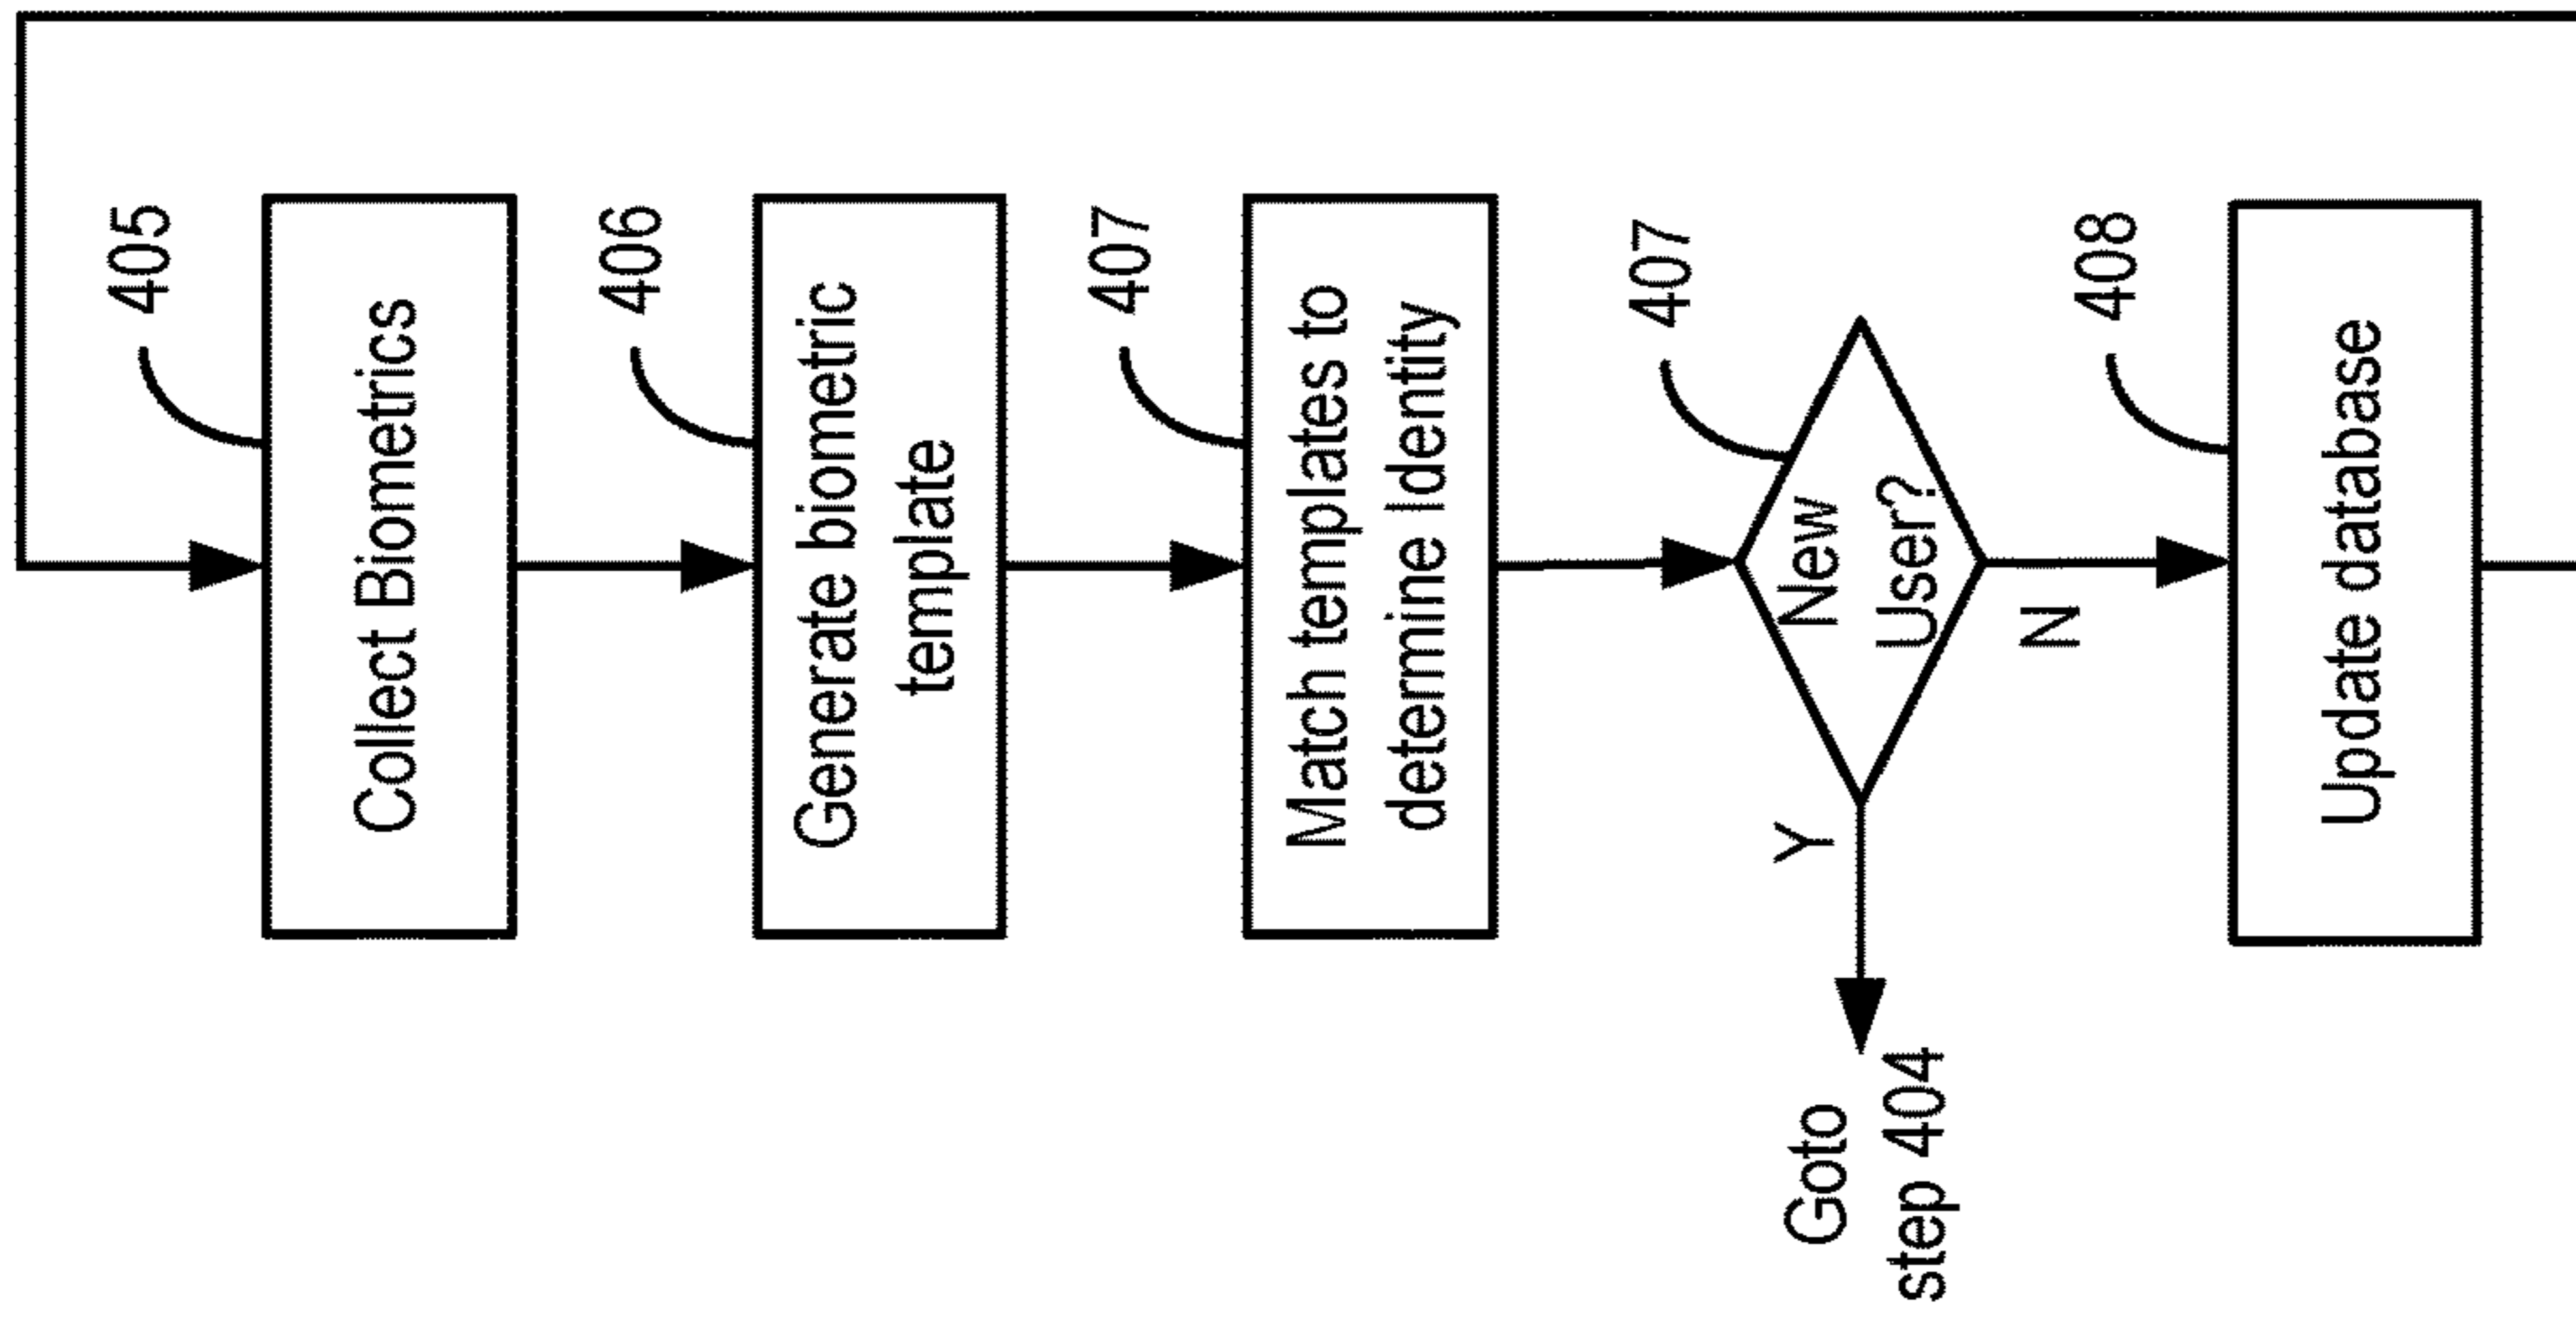 405
Collect Biometrics
406
Generate biometric
template
407
Match templates to
determine Identity
407
New
User?
Y
Goto
step 404
N
408
Update database